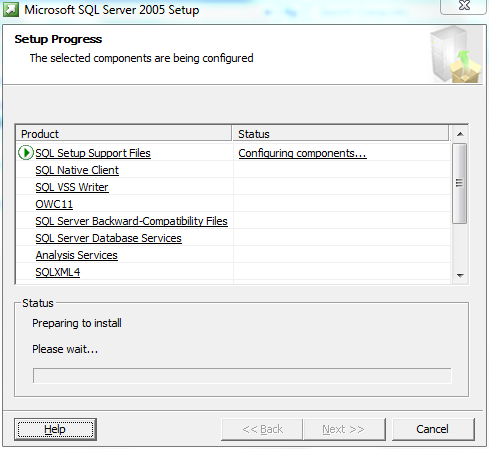 Microsoft SQL Server 2005 Setup
Setup Progress
The selected components are being configured
Product Status
SQL Setup Support Files Configuring components...
SQL Native Client
SQL VSS Writer
OWC11
SQL Server Backward-Compatibility Files
SQL Server Database Services
Analysis Services
SQLXML4
Status
Preparing to install
Please wait...
Help << Back Next >> Cancel